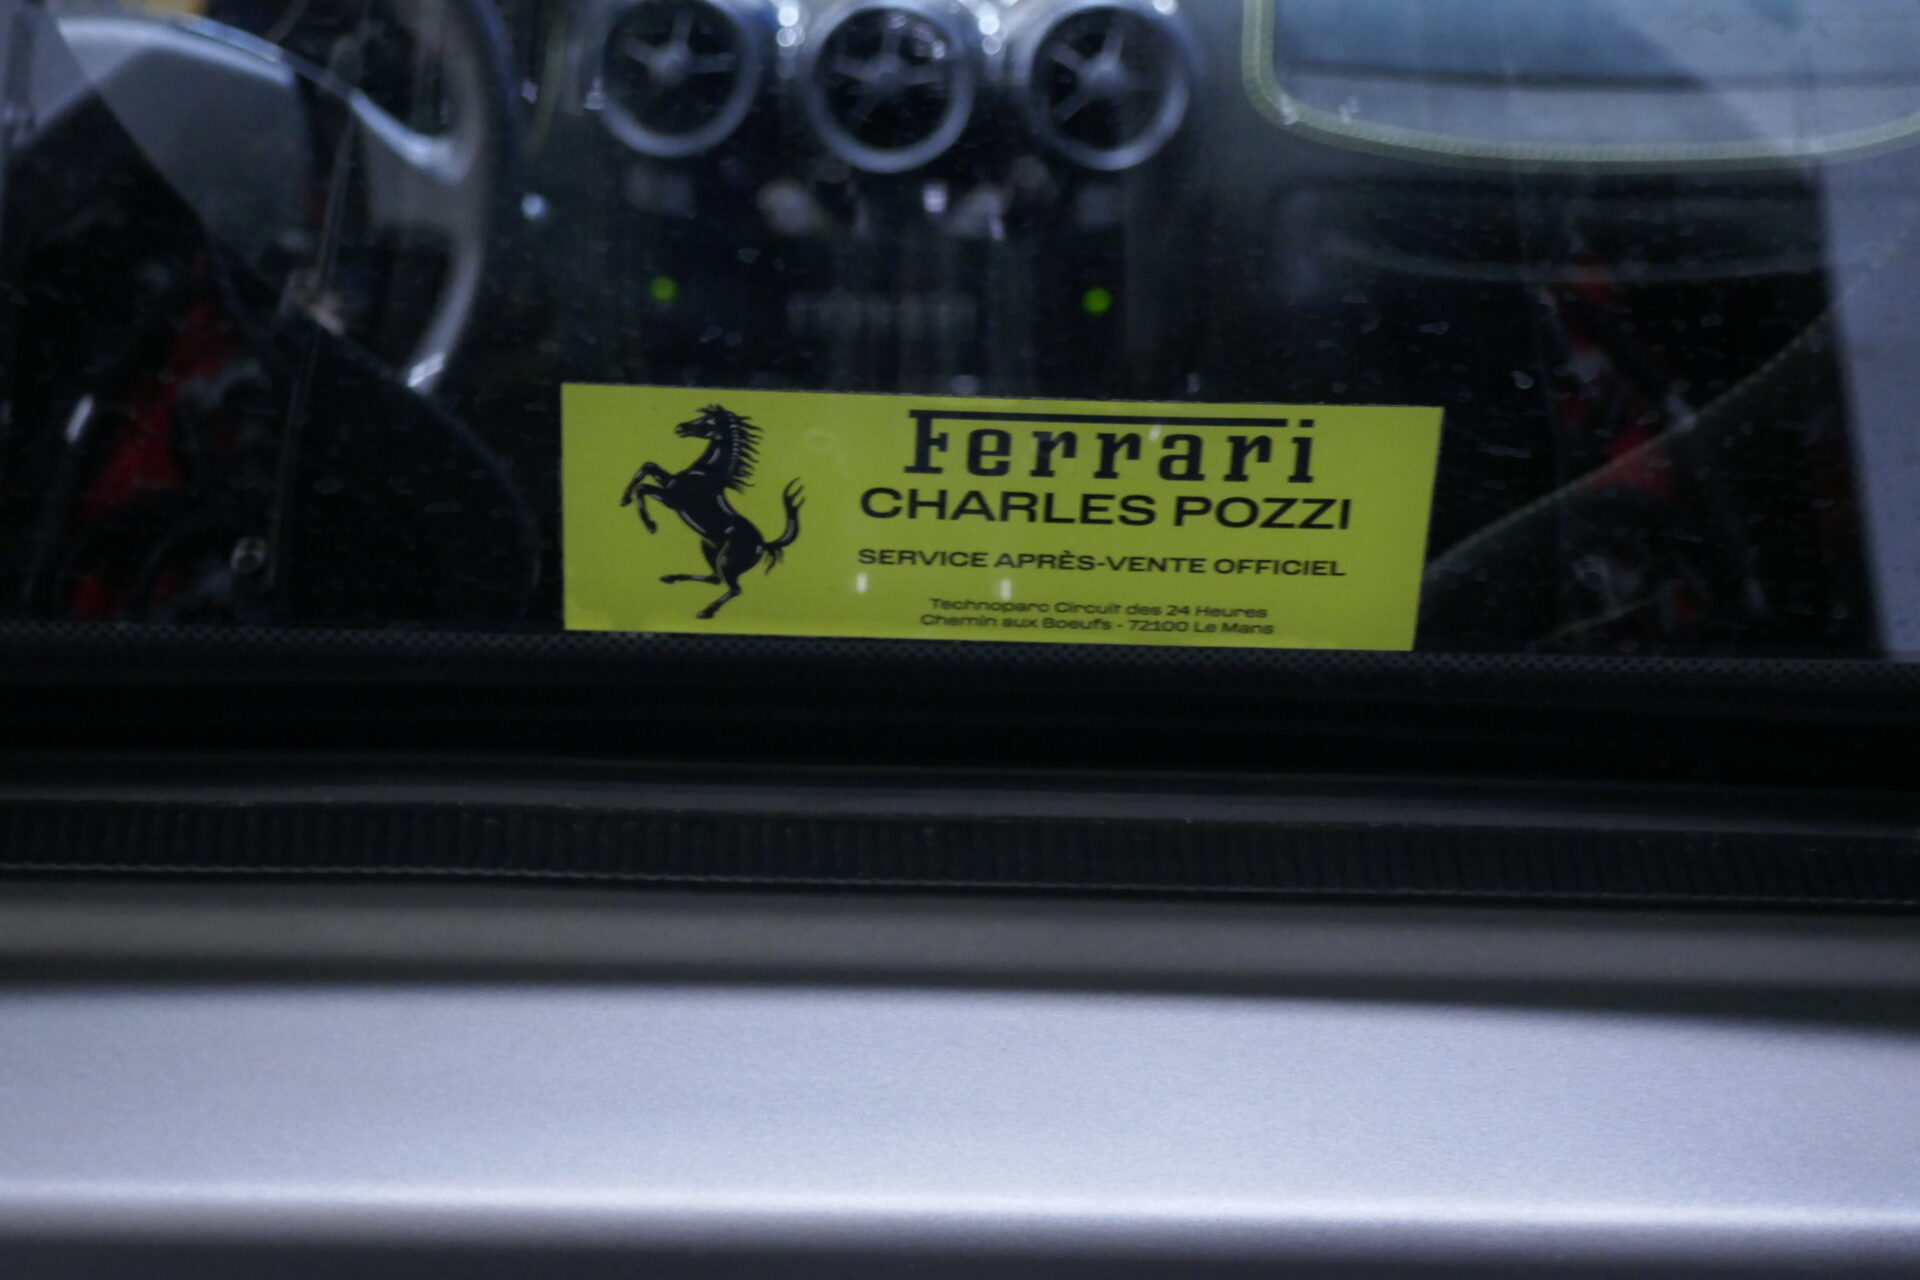 Ferrari
CHARLES POZZI
SERVICE APRÈS-VENTE OFFICIEL
Technoparc Circuit des 24 Heures
Chemin aux Boeufs - 72100 Le Mans